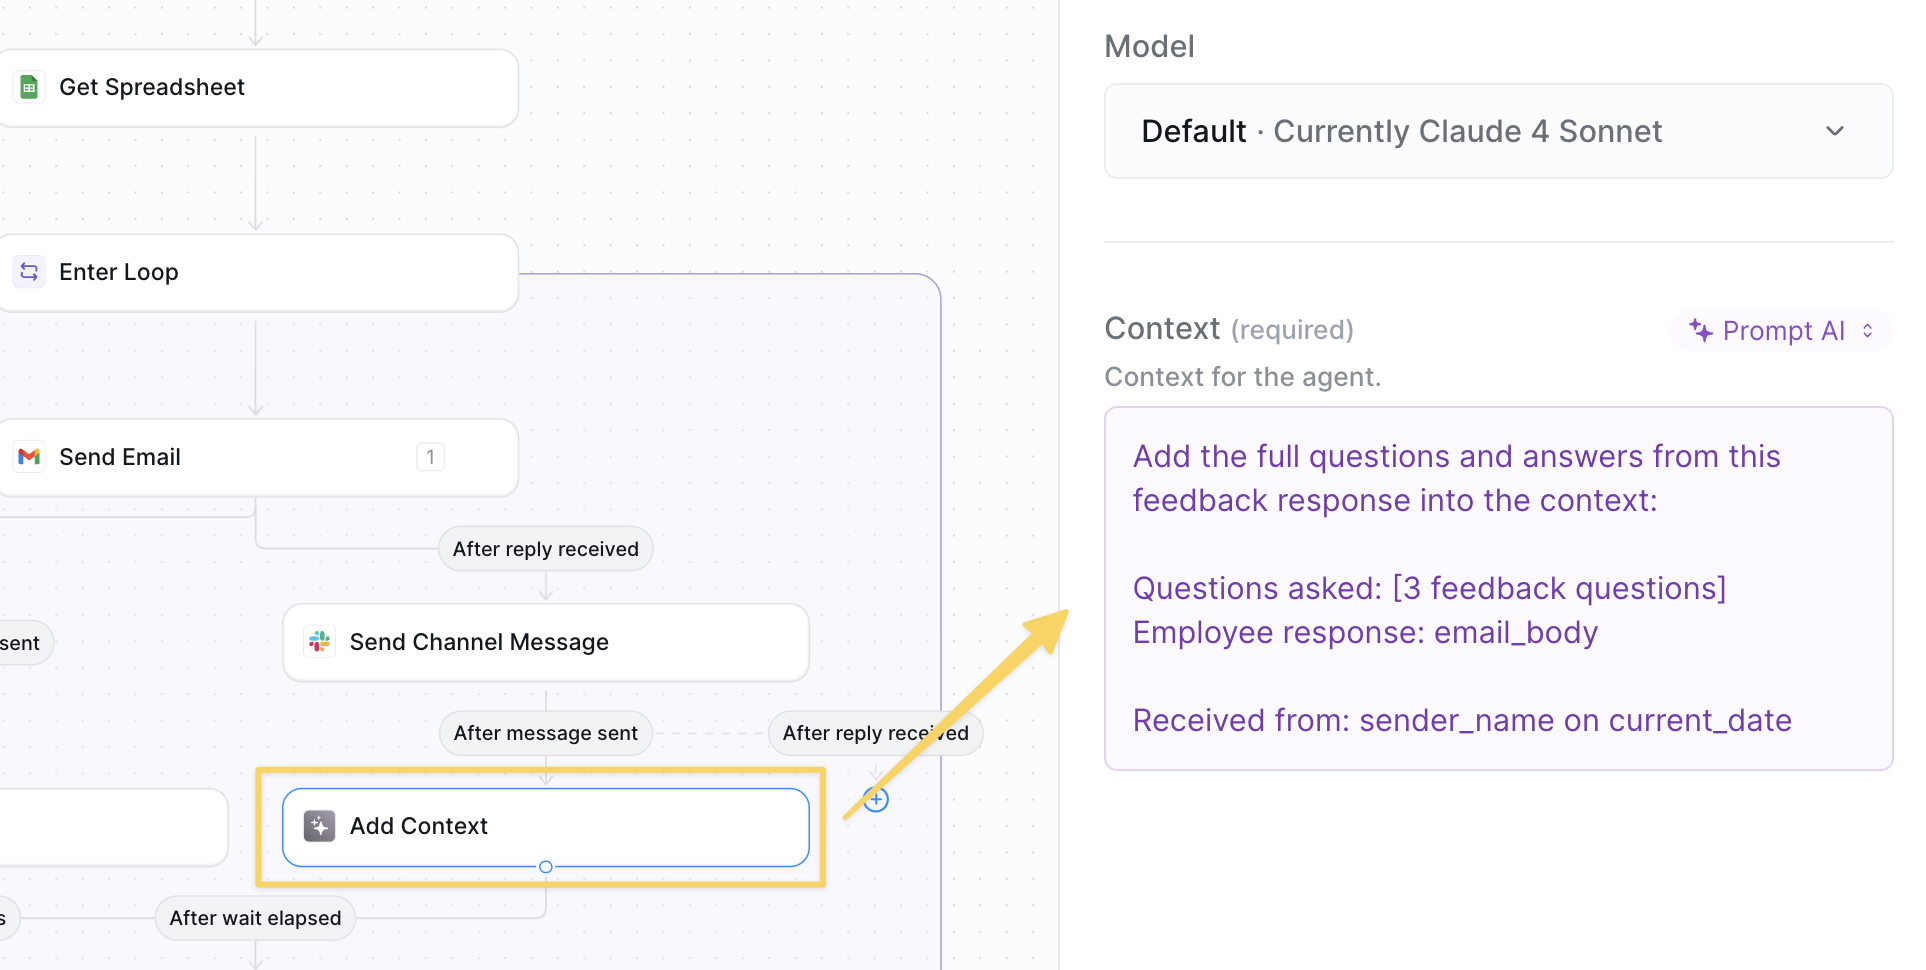 Get Spreadsheet
Enter Loop
Send Email
1
After reply received
sent
Send Channel Message
After message sent
After reply received
Add Context
s
After wait elapsed
Model
Default · Currently Claude 4 Sonnet
Context (required)
Prompt AI
Context for the agent.
Add the full questions and answers from this
feedback response into the context:
Questions asked: [3 feedback questions]
Employee response: email_body
Received from: sender_name on current_date